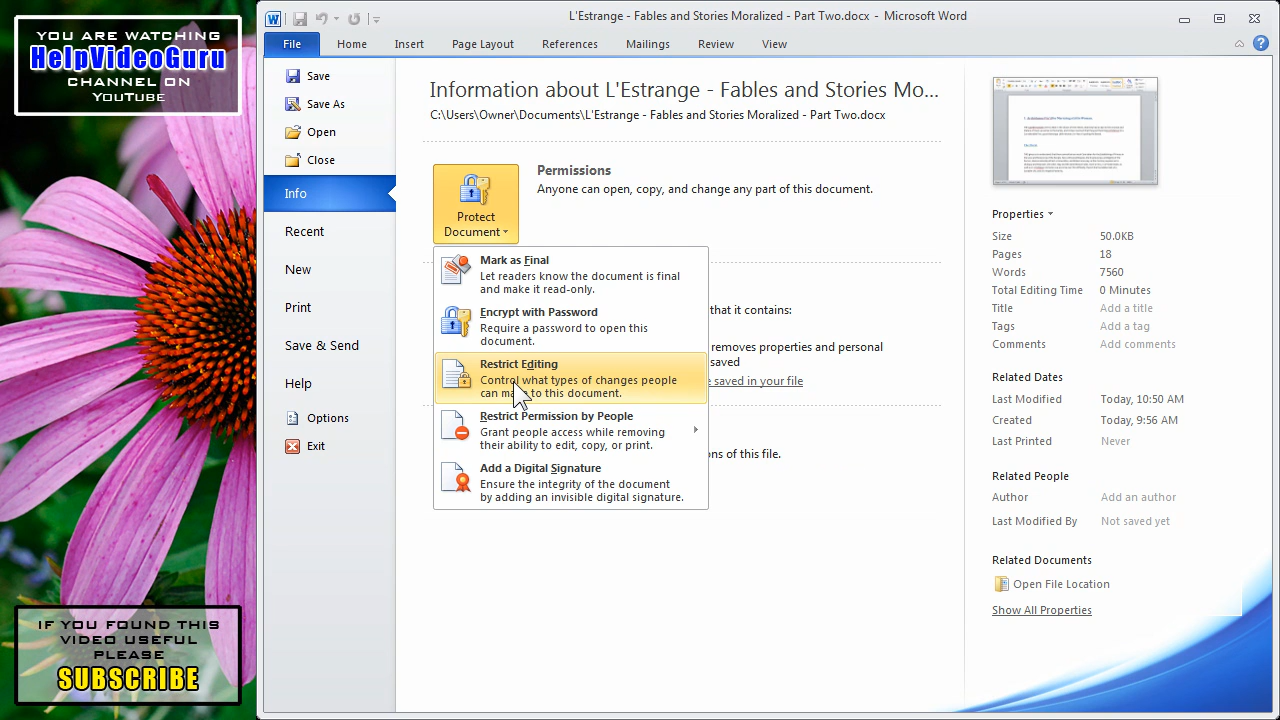 YOU ARE WATCHING
HelpVideoGuru
CHANNEL ON
YOUTUBE
IF YOU FOUND THIS
VIDEO USEFUL
PLEASE
SUBSCRIBE
L'Estrange - Fables and Stories Moralized - Part Two.docx - Microsoft Wo
File Home Insert Page Layout References Review View
Save
Save As
Open
Close
Info
Recent
New
Print
Save & Send
Help
Options
Exit
Information about L'Estrange - Fables and Stories Mo...
C:\Users\Owner\Documents\L'Estrange - Fables and Stories Moralized - Part Two.docx
Protect
Document
Permissions
Anyone can open, copy, and change any part of this document.
Mark as Final
Let readers know the document is final
and make it read-only.
Encrypt with Password
Require a password to open this
document.
Restrict Editing
Control what types of changes people
can make to this document.
Restrict Permission by People
Grant people access while removing
their ability to edit, copy, or print.
Add a Digital Signature
Ensure the integrity of the document
by adding an invisible digital signature.
that it contains:
removes properties and personal
saved
e saved in your file
ons of this file.
Properties
Size 50.0KB
Pages 18
Words 7560
Total Editing Time 0 Minutes
Title Add a title
Tags Add a tag
Comments Add comments
Related Dates
Last Modified Today, 10:50 AM
Created Today, 9:56 AM
Last Printed Never
Related People
Author Add an author
Last Modified By Not saved yet
Related Documents
Open File Location
Show All Properties